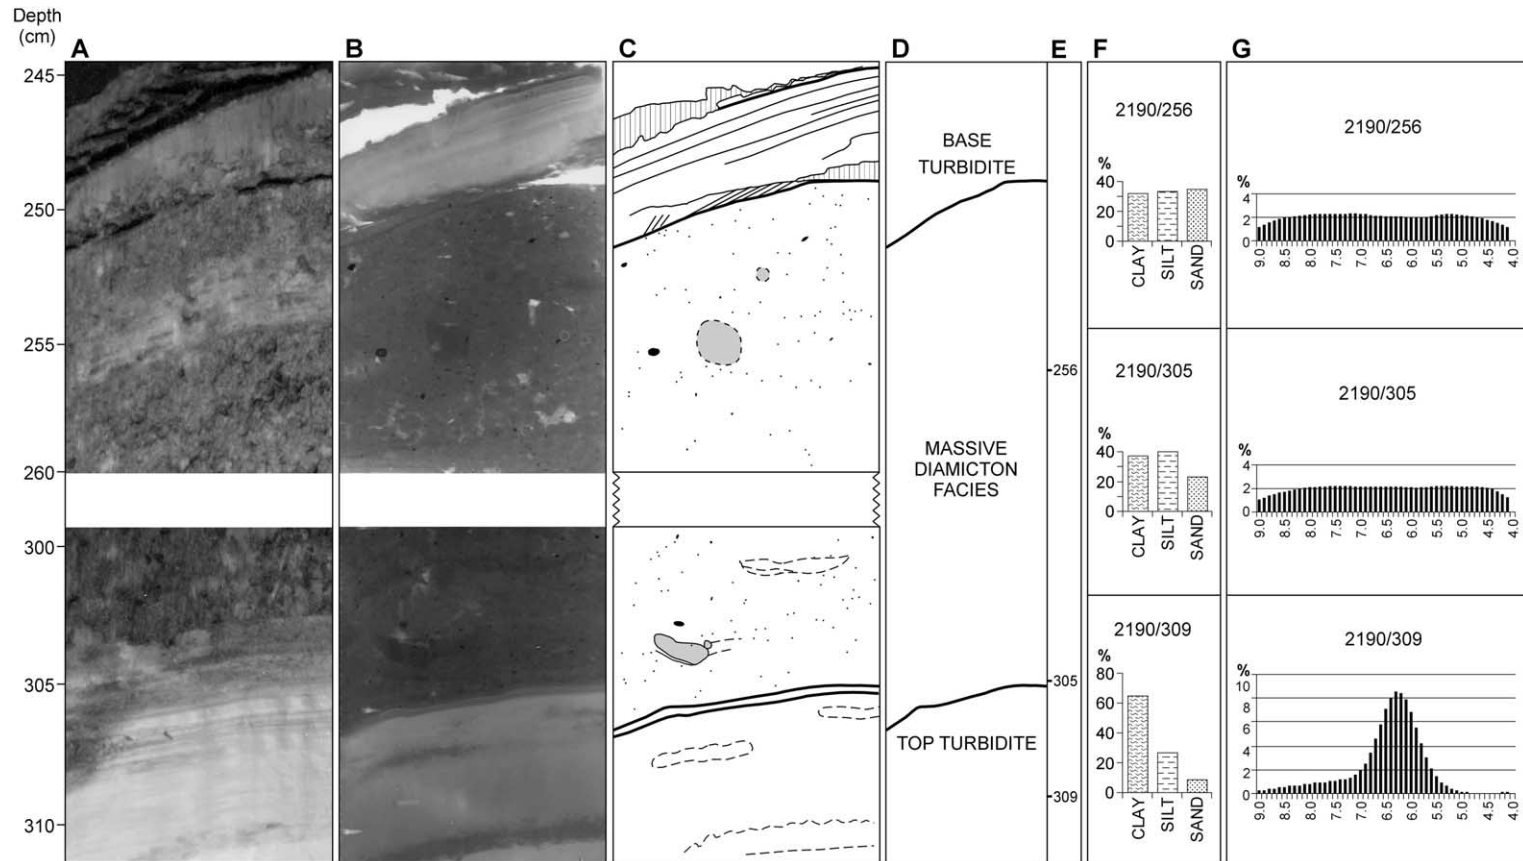 Depth
(cm)
A
B
C
D
E
F
G
245
250
255
260
300
305
310
BASE
TURBIDITE
MASSIVE
DIAMICTON
FACIES
TOP TURBIDITE
256
305
309
2190/256
%
40
20
0
CLAY
SILT
SAND
2190/305
%
40
20
0
CLAY
SILT
SAND
2190/309
%
80
60
40
20
0
CLAY
SILT
SAND
2190/256
%
4
2
0
9.0 8.5 8.0 7.5 7.0 6.5 6.0 5.5 5.0 4.5 4.0
2190/305
%
4
2
0
9.0 8.5 8.0 7.5 7.0 6.5 6.0 5.5 5.0 4.5 4.0
2190/309
%
10
8
6
4
2
0
9.0 8.5 8.0 7.5 7.0 6.5 6.0 5.5 5.0 4.5 4.0